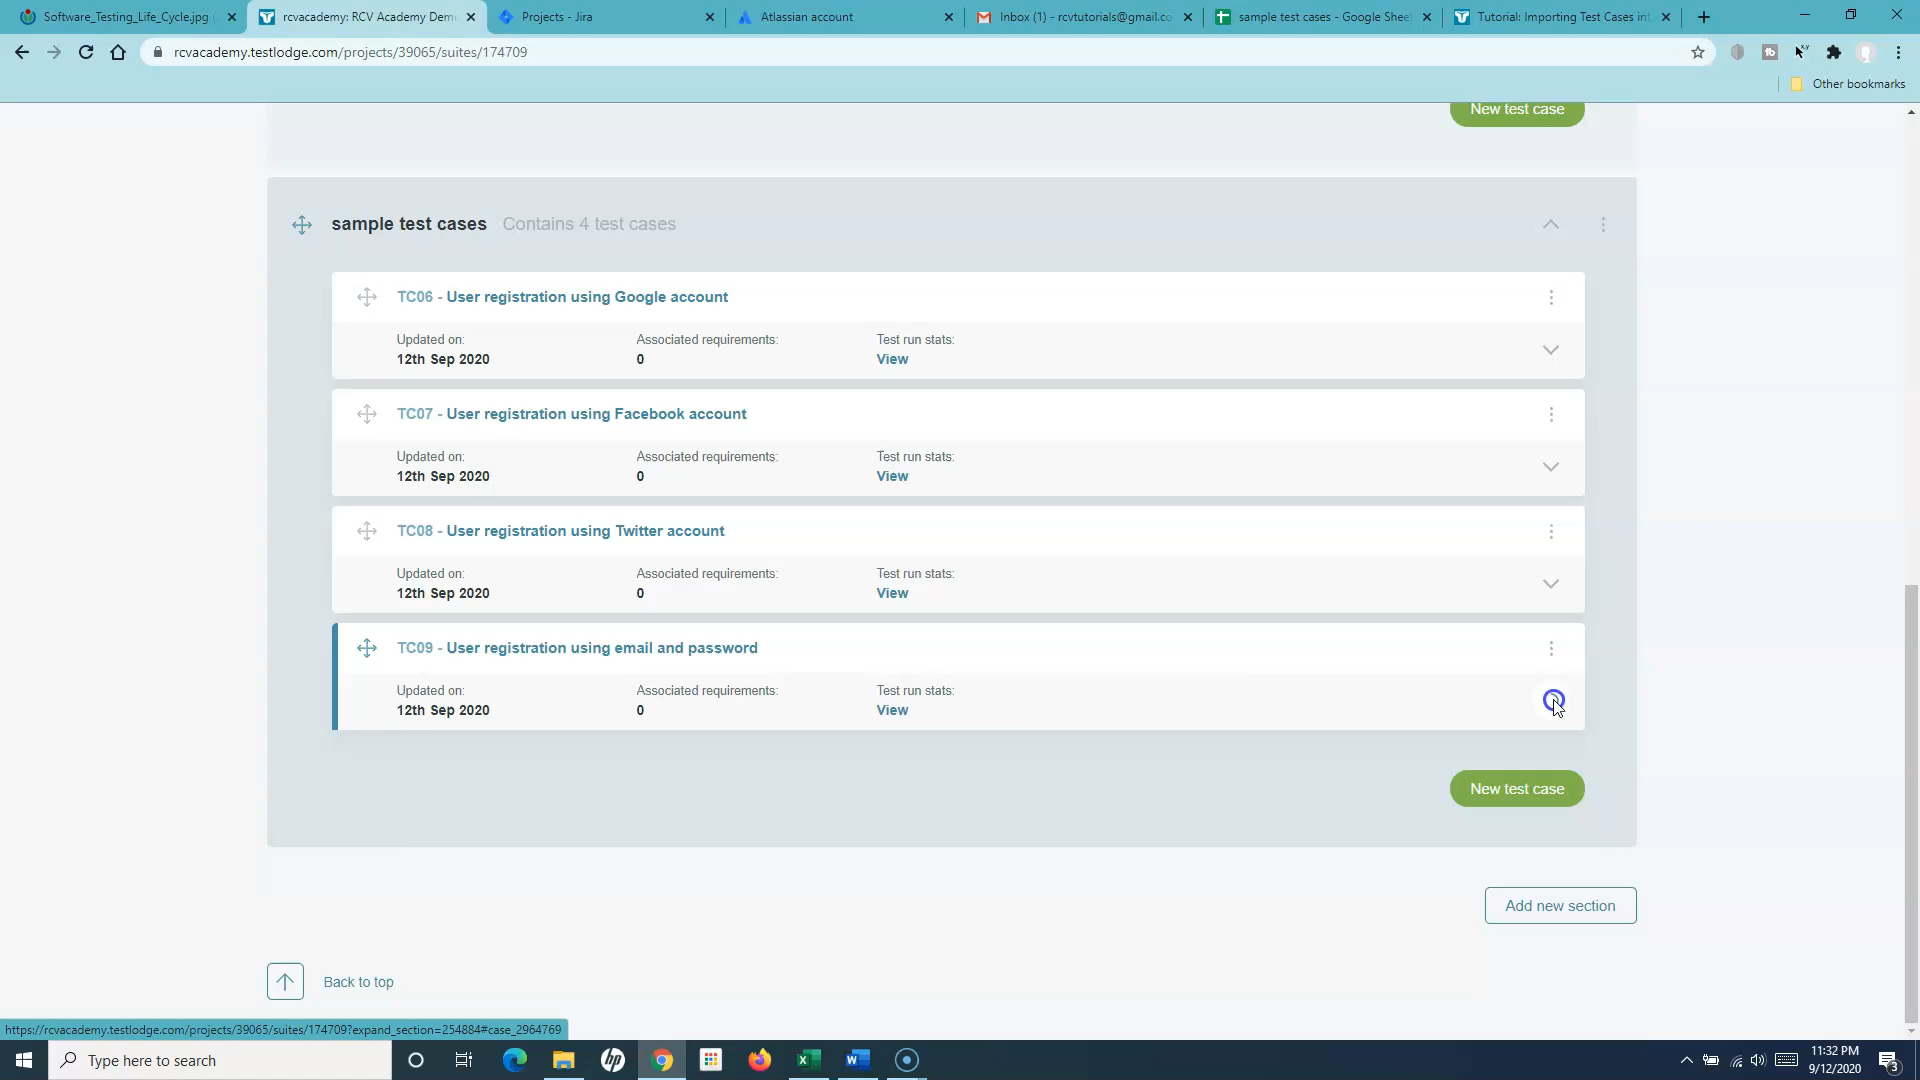 Software_Testing_Life_Cycle.jpg
rcvacademy: RCV Academy Dem
Projects - Jira
Atlassian account
Inbox (1) - rcvtutorials@gmail.co
sample test cases - Google Shee
Tutorial: Importing Test Cases in
rcvacademy.testlodge.com/projects/39065/suites/174709
Other bookmarks
New test case
sample test cases Contains 4 test cases
TC06 - User registration using Google account
Updated on: Associated requirements: Test run stats:
12th Sep 2020 0 View
TC07 - User registration using Facebook account
Updated on: Associated requirements: Test run stats:
12th Sep 2020 0 View
TC08 - User registration using Twitter account
Updated on: Associated requirements: Test run stats:
12th Sep 2020 0 View
TC09 - User registration using email and password
Updated on: Associated requirements: Test run stats:
12th Sep 2020 0 View
New test case
Add new section
Back to top
https://rcvacademy.testlodge.com/projects/39065/suites/174709?expand_section=254884#case_2964769
Type here to search
11:32 PM
9/12/2020
3